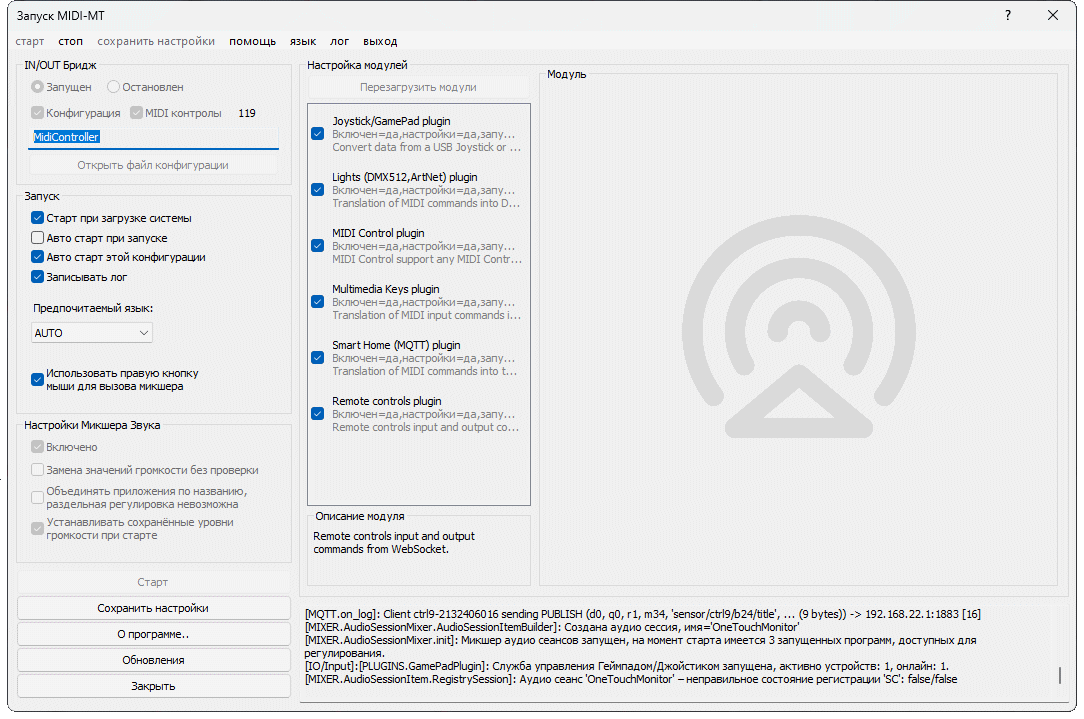 Запуск MIDI-MT
?
старт стоп сохранить настройки помощь язык лог выход
IN/OUT Бридж
Запущен Остановлен
Конфигурация MIDI контролы 119
MidiController
Открыть файл конфигурации
Запуск
Старт при загрузке системы
Авто старт при запуске
Авто старт этой конфигурации
Записывать лог
Предпочитаемый язык:
AUTO
Использовать правую кнопку
мыши для вызова микшера
Настройки Микшера Звука
Включено
Замена значений громкости без проверки
Объединять приложения по названию,
раздельная регулировка невозможна
Устанавливать сохранённые уровни
громкости при старте
Старт
Сохранить настройки
О программе..
Обновления
Закрыть
Настройка модулей
Перезагрузить модули
Joystick/GamePad plugin
Включен=да,настройки=да,запу...
Convert data from a USB Joystick or ...
Lights (DMX512,ArtNet) plugin
Включен=да,настройки=да,запу...
Translation of MIDI commands into D...
MIDI Control plugin
Включен=да,настройки=да,запу...
MIDI Control support any MIDI Contr...
Multimedia Keys plugin
Включен=да,настройки=да,запу...
Translation of MIDI input commands i...
Smart Home (MQTT) plugin
Включен=да,настройки=да,запу...
Translation of MIDI commands into t...
Remote controls plugin
Включен=да,настройки=да,запу...
Remote controls input and output co...
Описание модуля
Remote controls input and output
commands from WebSocket.
Модуль
[MQTT.on_log]: Client ctrl9-2132406016 sending PUBLISH (d0, q0, r1, m34, 'sensor/ctrl9/b24/title', ... (9 bytes)) -> 192.168.22.1:1883 [16]
[MIXER.AudioSessionMixer.AudioSessionItemBuilder]: Создана аудио сессия, имя='OneTouchMonitor'
[MIXER.AudioSessionMixer.init]: Микшер аудио сеансов запущен, на момент старта имеется 3 запущенных программ, доступных для
регулирования.
[IO/Input]:[PLUGINS.GamePadPlugin]: Служба управления Геймпадом/Джойстиком запущена, активно устройств: 1, онлайн: 1.
[MIXER.AudioSessionItem.RegistrySession]: Аудио сеанс 'OneTouchMonitor' – неправильное состояние регистрации 'SC': false/false